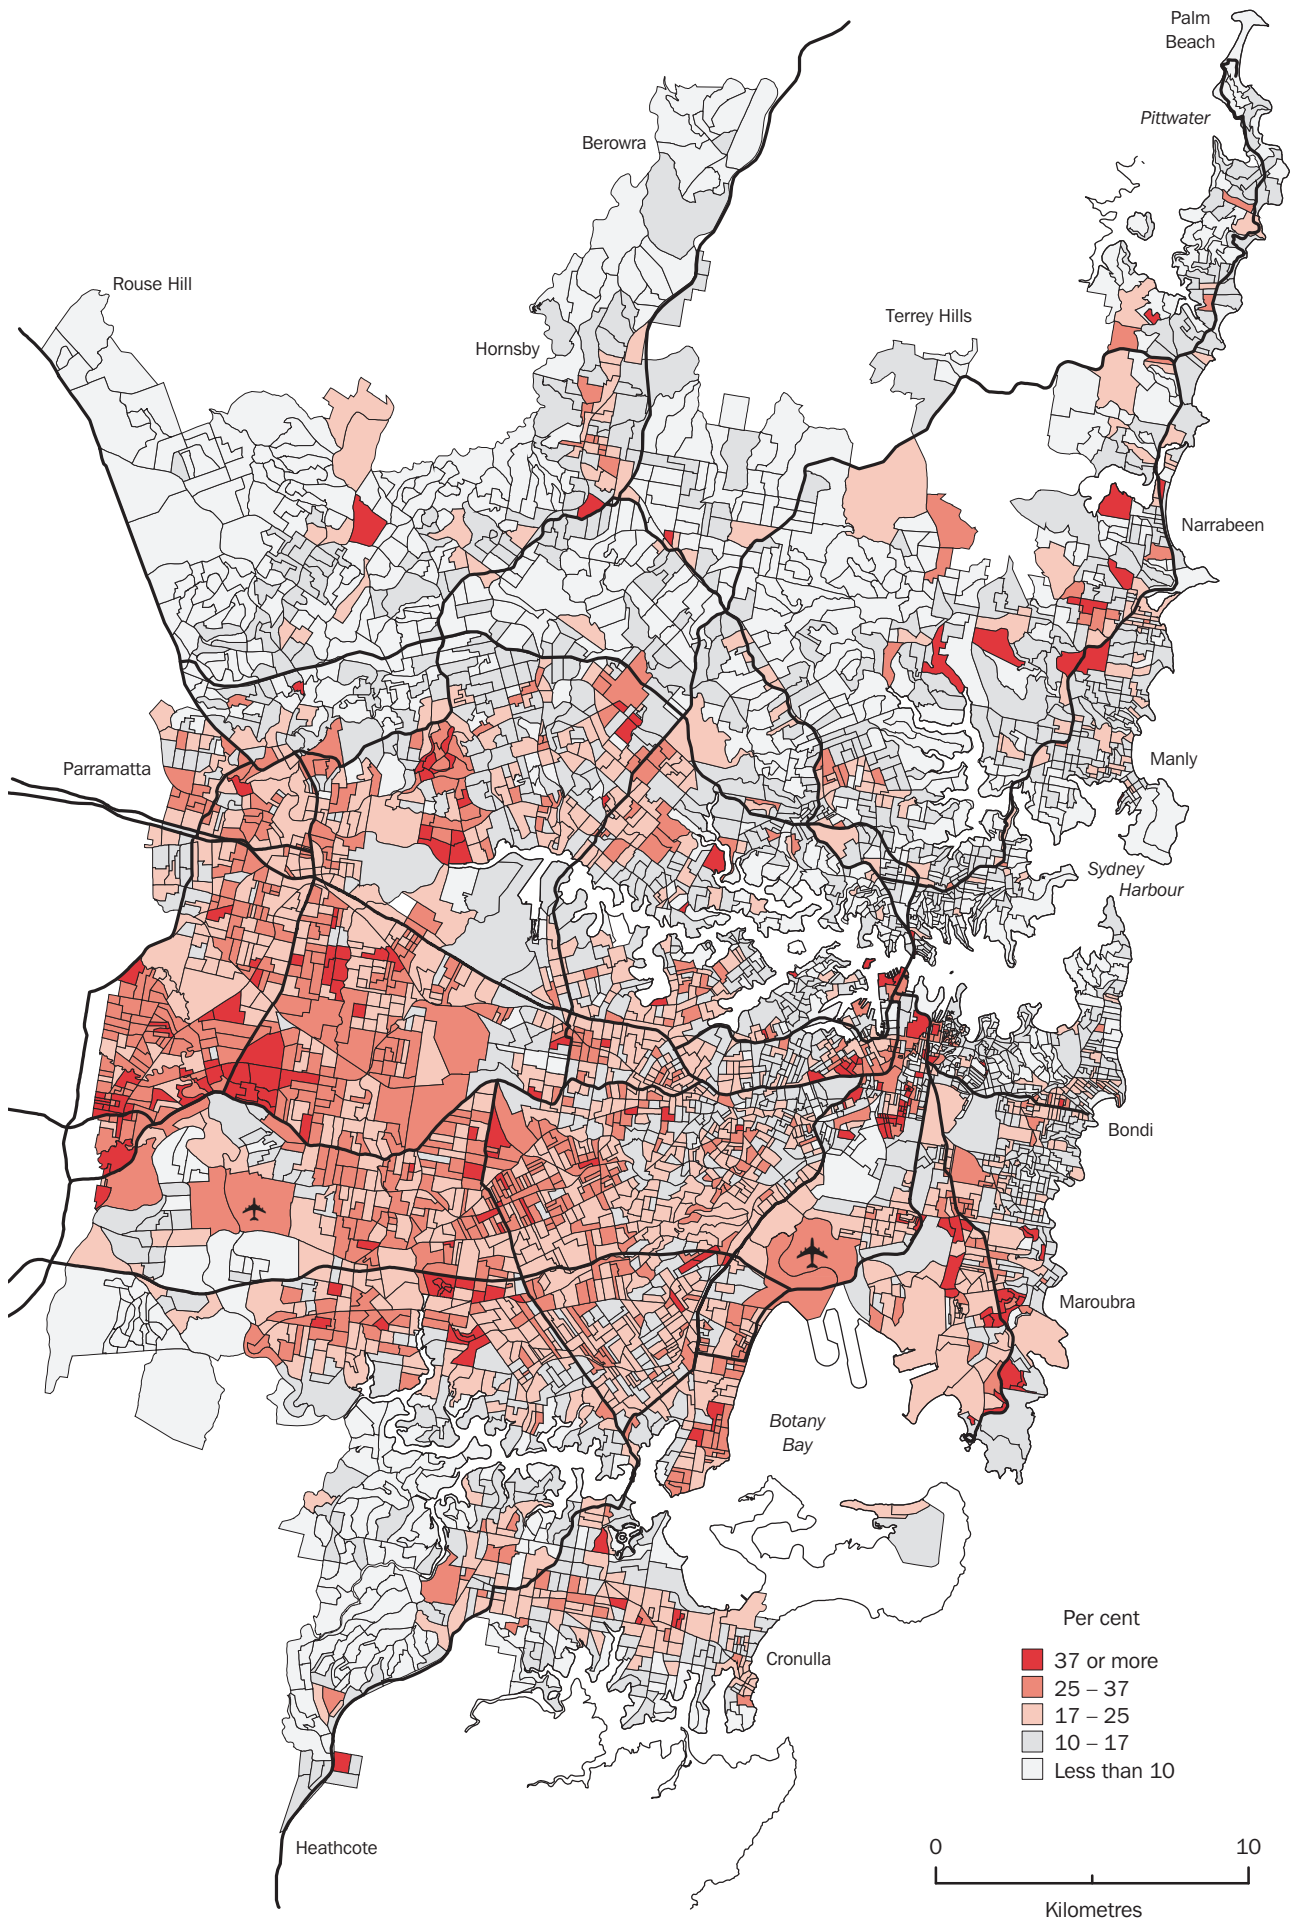 Palm
Beach
Pittwater
Berowra
Rouse Hill
Terrey Hills
Hornsby
Narrabeen
Manly
Parramatta
Sydney
Harbour
Bondi
Maroubra
Botany
Bay
Cronulla
Heathcote
Per cent
37 or more
25 – 37
17 – 25
10 – 17
Less than 10
0 10
Kilometres